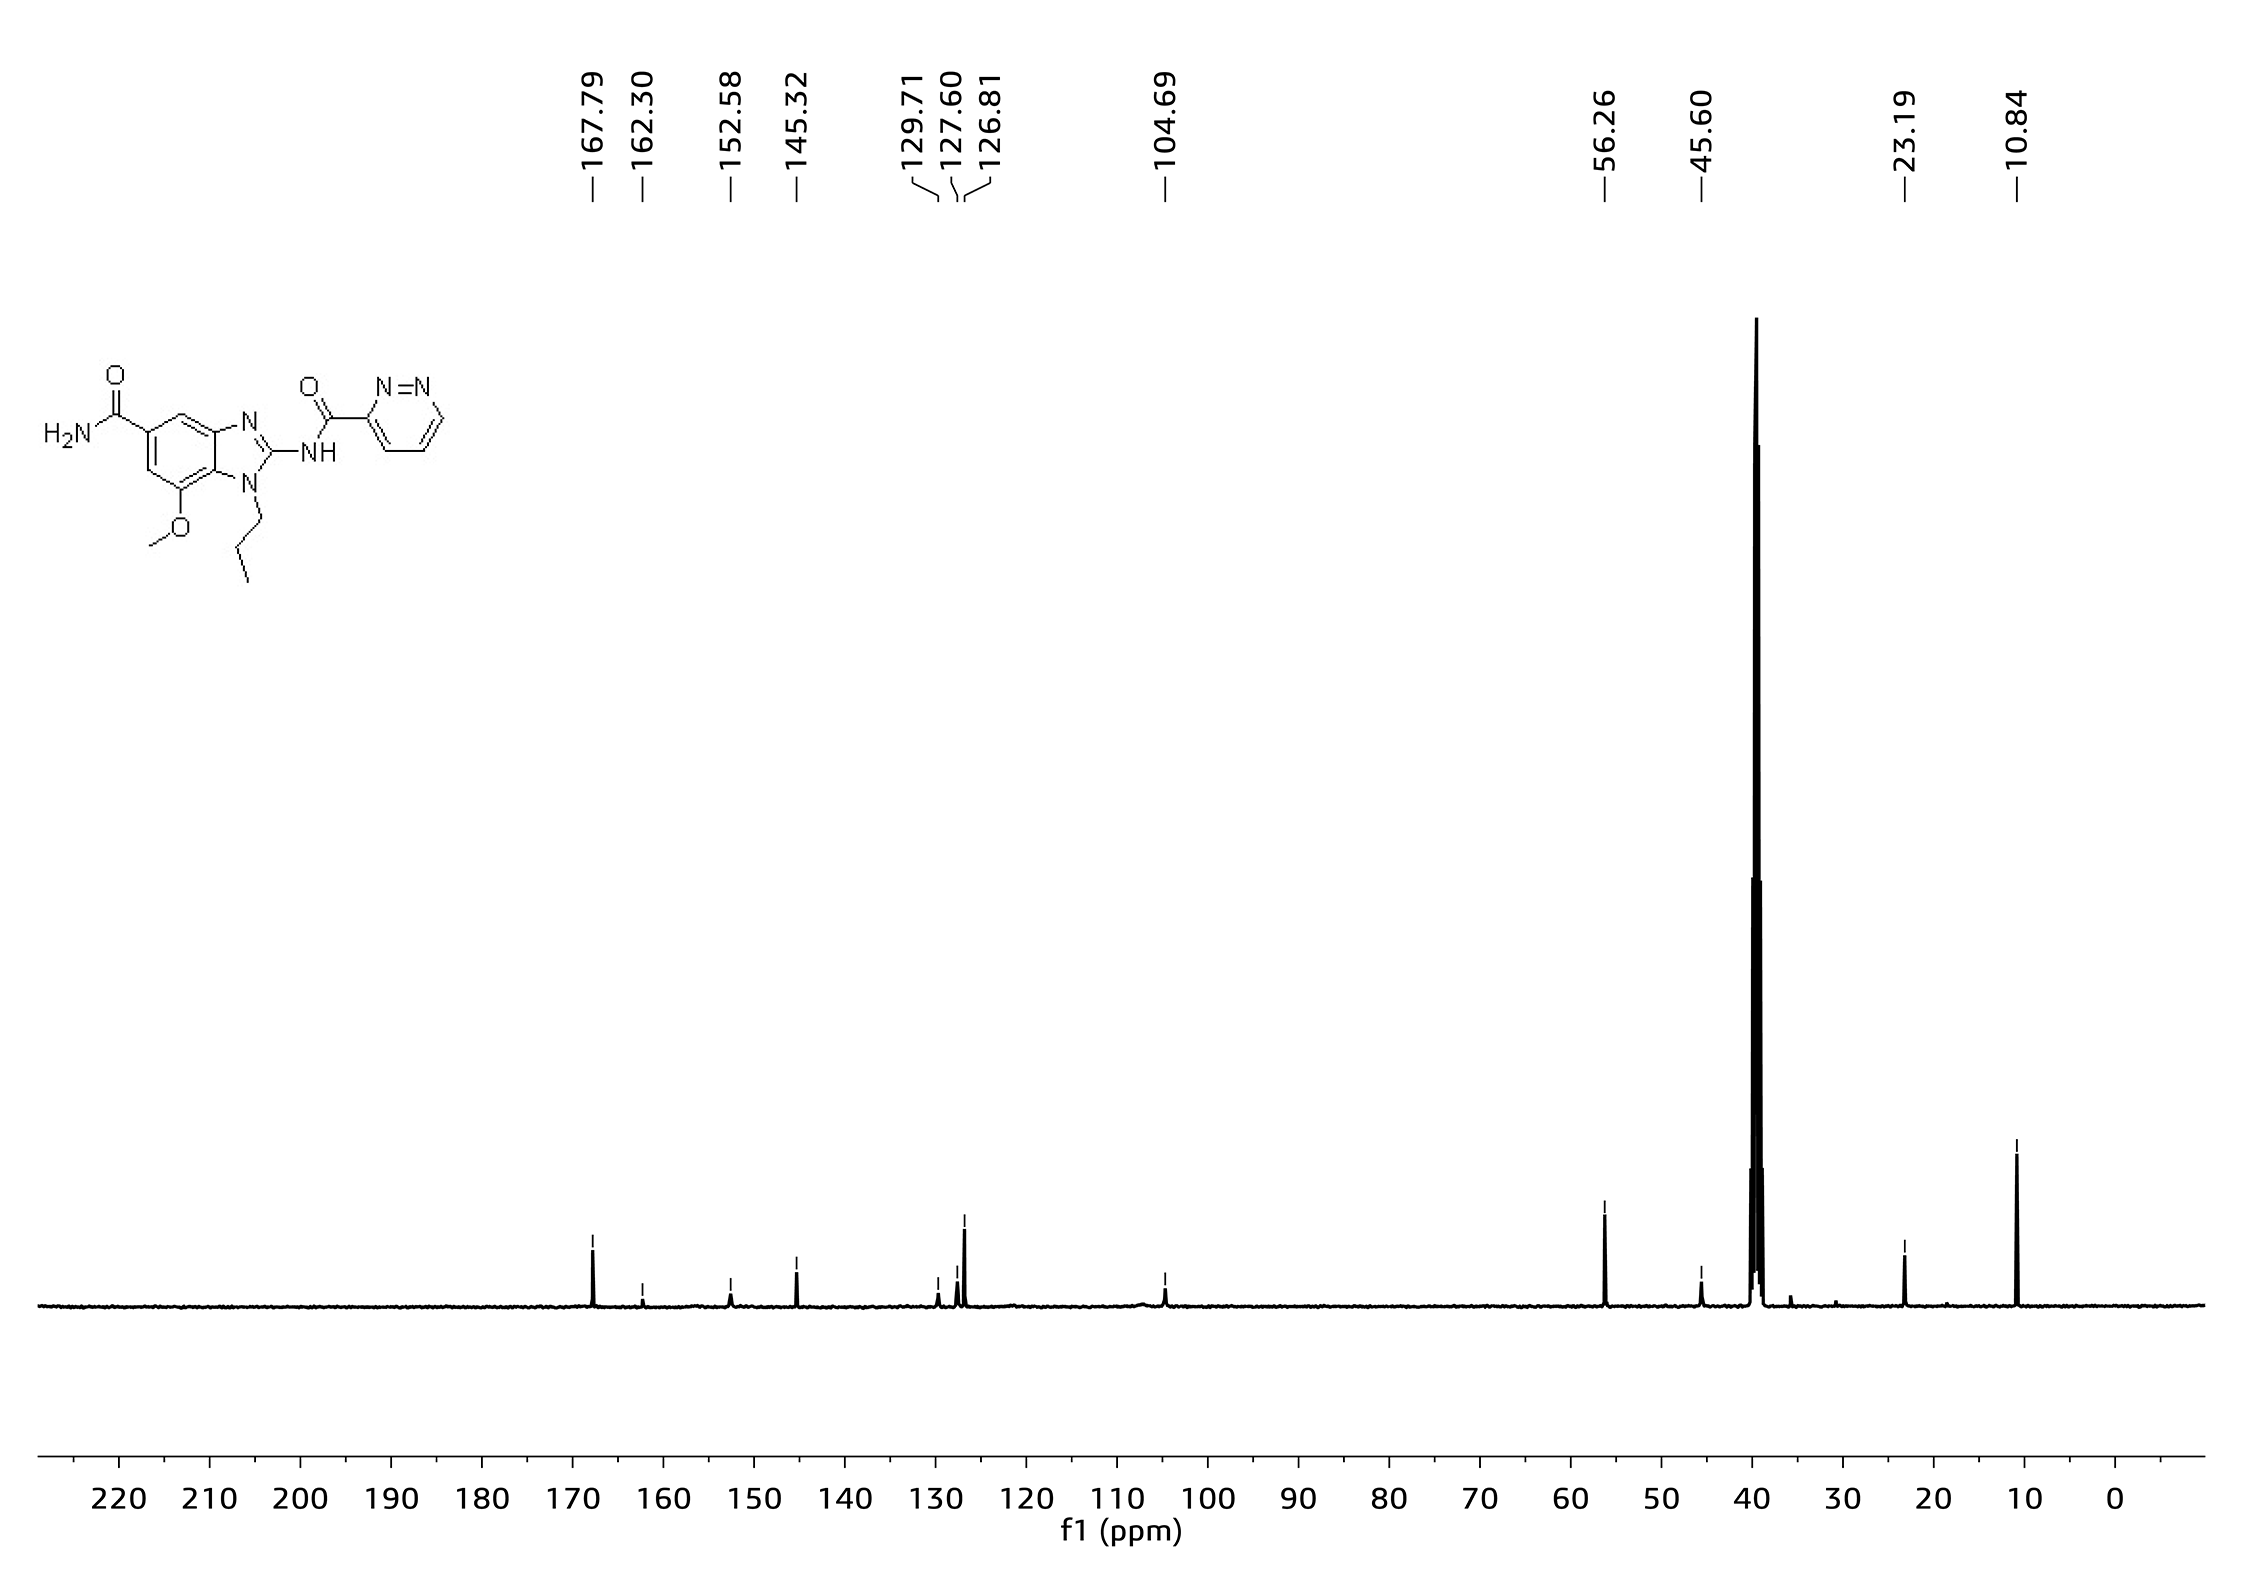 —167.79
—162.30
—152.58
—145.32
129.71
127.60
126.81
—104.69
—56.26
—45.60
—23.19
—10.84
O
H2N
N
N
O
NH
N=N
O
220 210 200 190 180 170 160 150 140 130 120 110 100 90 80 70 60 50 40 30 20 10 0
f1 (ppm)